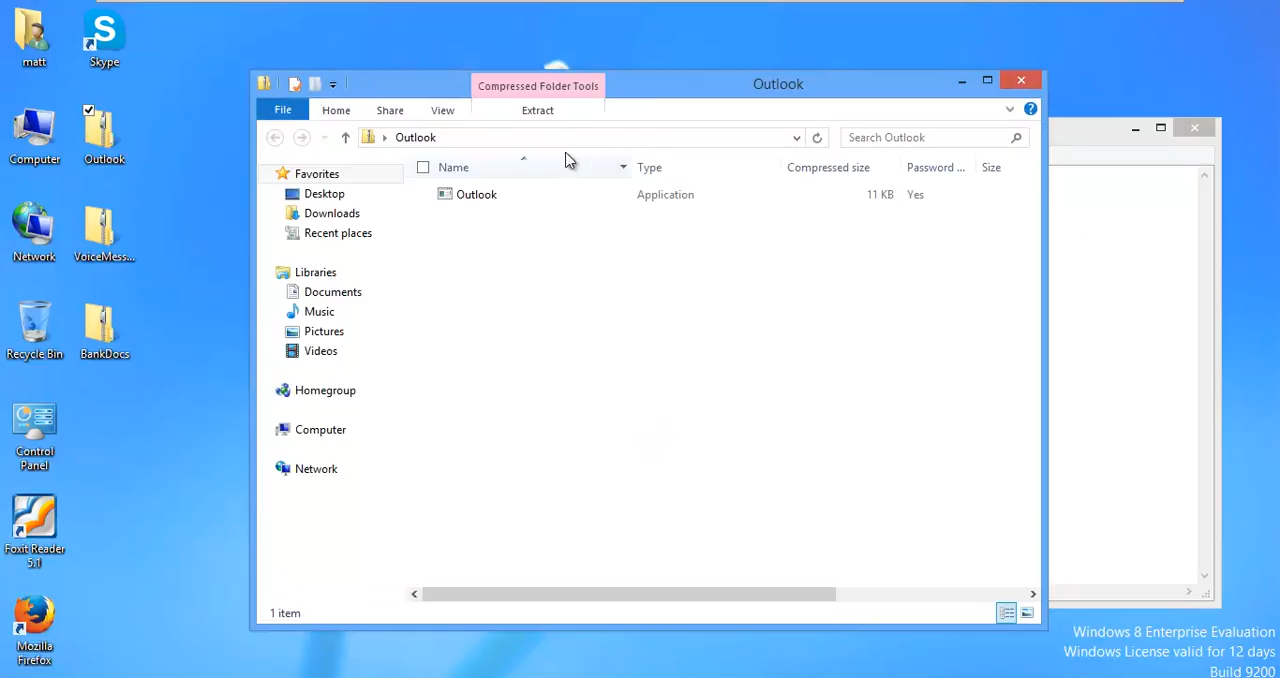 matt
Skype
Computer
Outlook
Network
VoiceMess...
Recycle Bin
BankDocs
Control
Panel
Foxit Reader
5.1
Mozilla
Firefox
Compressed Folder Tools
Outlook
File
Home
Share
View
Extract
Outlook
Search Outlook
Name
Type
Compressed size
Password ...
Size
Outlook
Application
11 KB
Yes
Favorites
Desktop
Downloads
Recent places
Libraries
Documents
Music
Pictures
Videos
Homegroup
Computer
Network
1 item
Windows 8 Enterprise Evaluation
Windows License valid for 12 days
Build 9200